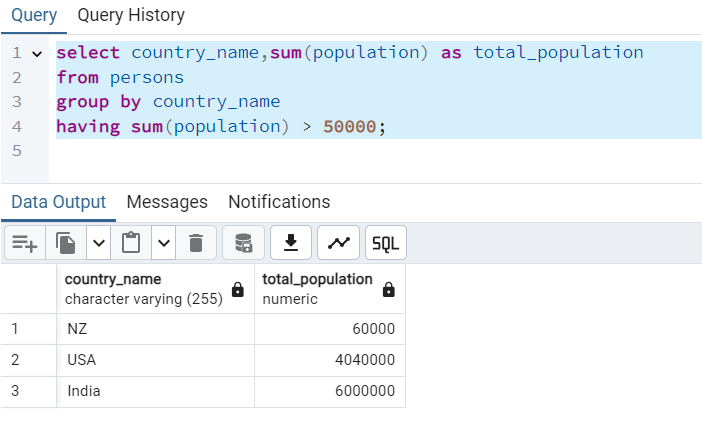 Query Query History
1 select country_name,sum(population) as total_population
2 from persons
3 group by country_name
4 having sum(population) > 50000;
5
Data Output Messages Notifications
SQL
country_name total_population
character varying (255) numeric
1 NZ 60000
2 USA 4040000
3 India 6000000